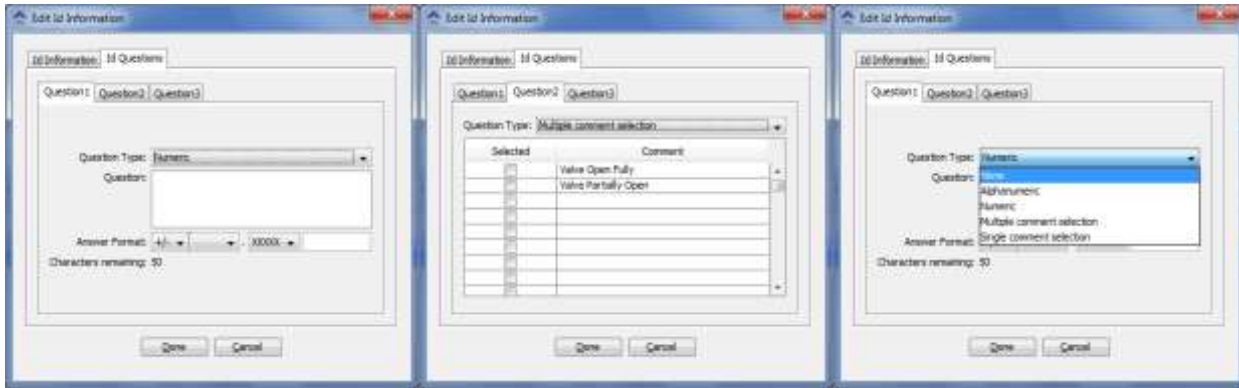 Edit Id Information
Id Information Id Questions
Question1 Question2 Question3
Question Type: Numeric
Question:
Answer Format: +/- . XXXXX
Characters remaining: 50
Done Cancel
Edit Id Information
Id Information Id Questions
Question1 Question2 Question3
Question Type: Multiple comment selection
Selected Comment
Valve Open Fully
Valve Partially Open
Done Cancel
Edit Id Information
Id Information Id Questions
Question1 Question2 Question3
Question Type: Numeric
Question: None
Alphanumeric
Numeric
Multiple comment selection
Answer Format: Single comment selection
Characters remaining: 50
Done Cancel